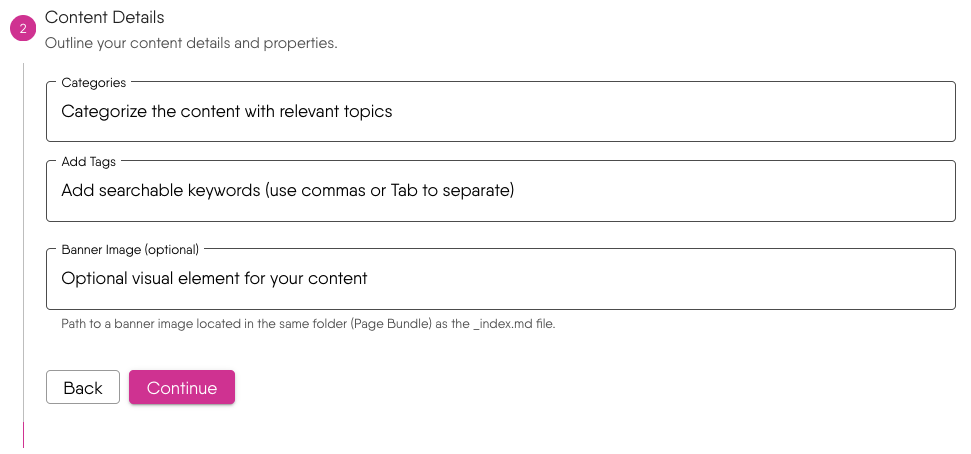 2
Content Details
Outline your content details and properties.
Categories
Categorize the content with relevant topics
Add Tags
Add searchable keywords (use commas or Tab to separate)
Banner Image (optional)
Optional visual element for your content
Path to a banner image located in the same folder (Page Bundle) as the _index.md file.
Back Continue